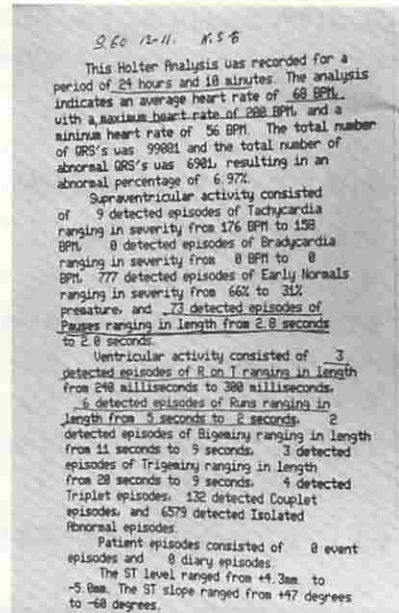 This Holter Analysis was recorded for a
period of 24 hours and 10 minutes. The analysis
indicates an average heart rate of 68 BPM,
with a maximum heart rate of 200 BPM, and a
minimum heart rate of 56 BPM. The total number
of QRS's was 99001 and the total number of
abnormal QRS's was 6901, resulting in an
abnormal percentage of 6.97%.
Supraventricular activity consisted
of 9 detected episodes of Tachycardia
ranging in severity from 176 BPM to 150
BPM, 0 detected episodes of Bradycardia
ranging in severity from 0 BPM to 0
BPM, 777 detected episodes of Early Normals
ranging in severity from 66% to 31%
premature, and 73 detected episodes of
Pauses ranging in length from 2.8 seconds
to 2.0 seconds.
Ventricular activity consisted of 3
detected episodes of R on T ranging in length
from 240 milliseconds to 300 milliseconds,
6 detected episodes of Runs ranging in
length from 5 seconds to 2 seconds, 2
detected episodes of Bigeminy ranging in length
from 11 seconds to 9 seconds, 3 detected
episodes of Trigeminy ranging in length
from 20 seconds to 9 seconds, 4 detected
Triplet episodes, 132 detected Couplet
episodes, and 6579 detected Isolated
Abnormal episodes.
Patient episodes consisted of 0 event
episodes and 0 diary episodes.
The ST level ranged from +4.3mm to
-5.0mm. The ST slope ranged from +47 degrees
to -60 degrees.